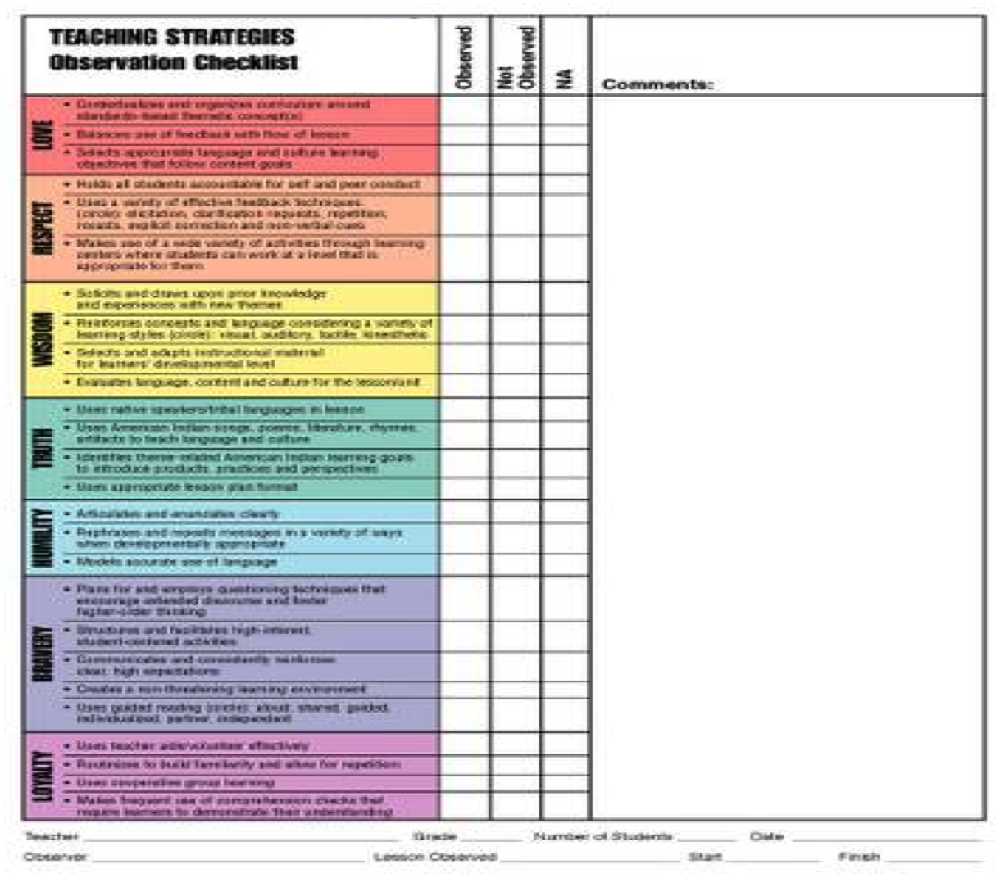 TEACHING STRATEGIES
Observation Checklist
Observed
Not
Observed
NA
Comments:
LOVE
• Contextualizes and organizes curriculum around
standards-based thematic concept(s)
• Balances use of feedback with flow of lesson
• Selects appropriate language and culture learning
objectives that follow content goals
RESPECT
• Holds all students accountable for self and peer conduct
• Uses a variety of effective feedback techniques
(circle): elicitation, clarification requests, repetition,
recasts, explicit correction and non-verbal cues
• Makes use of a wide variety of activities through learning
centers where students can work at a level that is
appropriate for them
WISDOM
• Solicits and draws upon prior knowledge
and experiences with new themes
• Reinforces concepts and language considering a variety of
learning styles (circle): visual, auditory, tactile, kinesthetic
• Selects and adapts instructional material
for learners' developmental level
• Evaluates language, content and culture for the lesson/unit
TRUTH
• Uses native speakers/tribal languages in lesson
• Uses American Indian songs, poems, literature, rhymes,
artifacts to teach language and culture
• Identifies theme-related American Indian learning goals
to introduce products, practices and perspectives
• Uses appropriate lesson plan format
HUMILITY
• Articulates and enunciates clearly
• Rephrases and repeats messages in a variety of ways
when developmentally appropriate
• Models accurate use of language
BRAVERY
• Plans for and employs questioning techniques that
encourage extended discourse and foster
higher-order thinking
• Structures and facilitates high-interest,
student-centered activities
• Communicates and consistently reinforces
clear, high expectations
• Creates a non-threatening learning environment
• Uses guided reading (circle): aloud, shared, guided,
individualized, partner, independent
LOYALTY
• Uses teacher aide/volunteer effectively
• Routinizes to build familiarity and allow for repetition
• Uses cooperative group learning
• Makes frequent use of comprehension checks that
require learners to demonstrate their understanding
Teacher Grade Number of Students Date
Observer Lesson Observed Start Finish